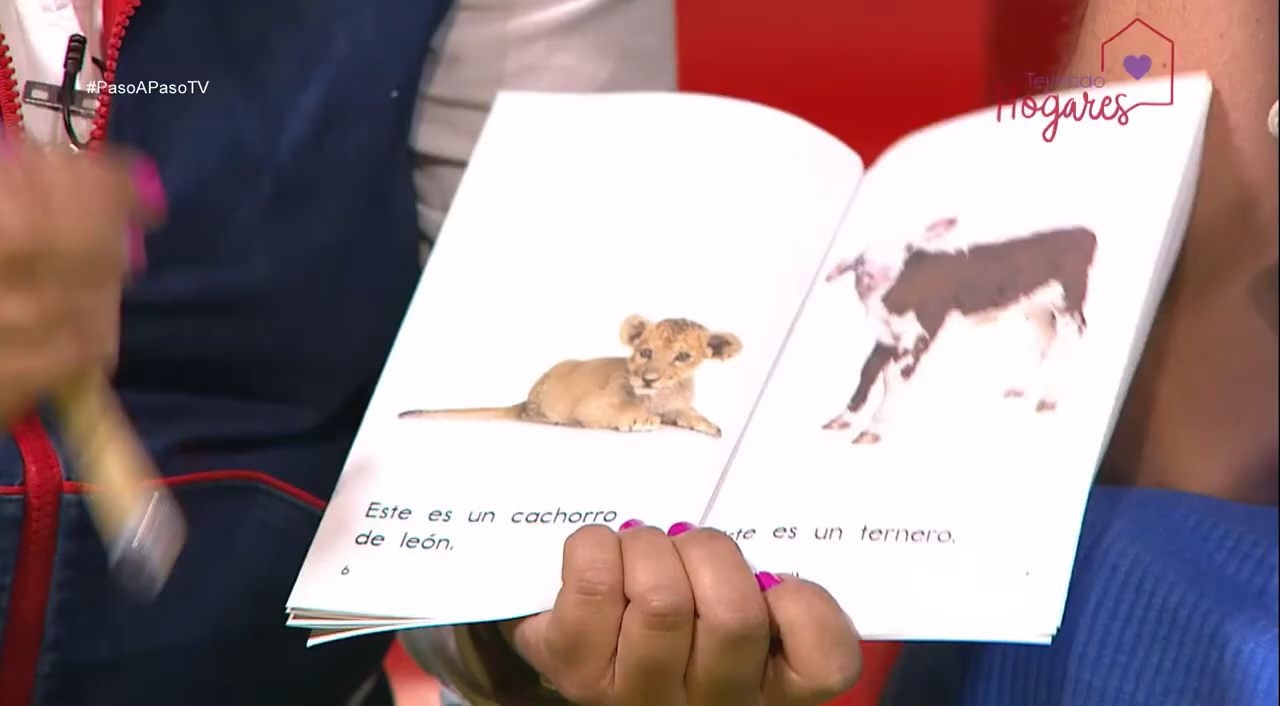 #PasoAPasoTV
Tejiendo
Hogares
Este es un cachorro
de león.
6
es un ternero.